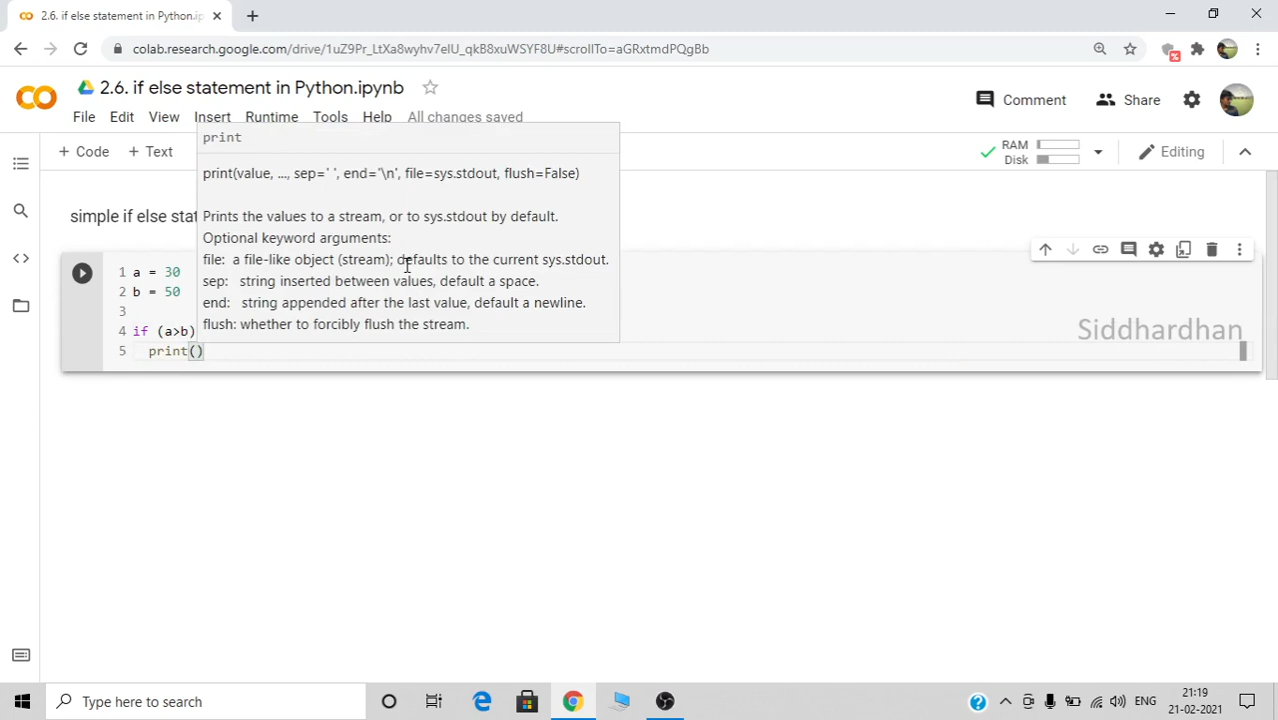 2.6. if else statement in Python.ip
colab.research.google.com/drive/1uZ9Pr_LtXa8wyhv7eIU_qkB8xuWSYF8U#scrollTo=aGRxtmdPQgBb
2.6. if else statement in Python.ipynb
File Edit View Insert Runtime Tools Help All changes saved
Comment Share
+ Code + Text
RAM
Disk
Editing
print
print(value, ..., sep=' ', end='\n', file=sys.stdout, flush=False)
simple if else sta
Prints the values to a stream, or to sys.stdout by default.
Optional keyword arguments:
file: a file-like object (stream); defaults to the current sys.stdout.
sep: string inserted between values, default a space.
end: string appended after the last value, default a newline.
flush: whether to forcibly flush the stream.
1 a = 30
2 b = 50
3
4 if (a>b)
5 print()
Siddhardhan
Type here to search
ENG
21:19
21-02-2021